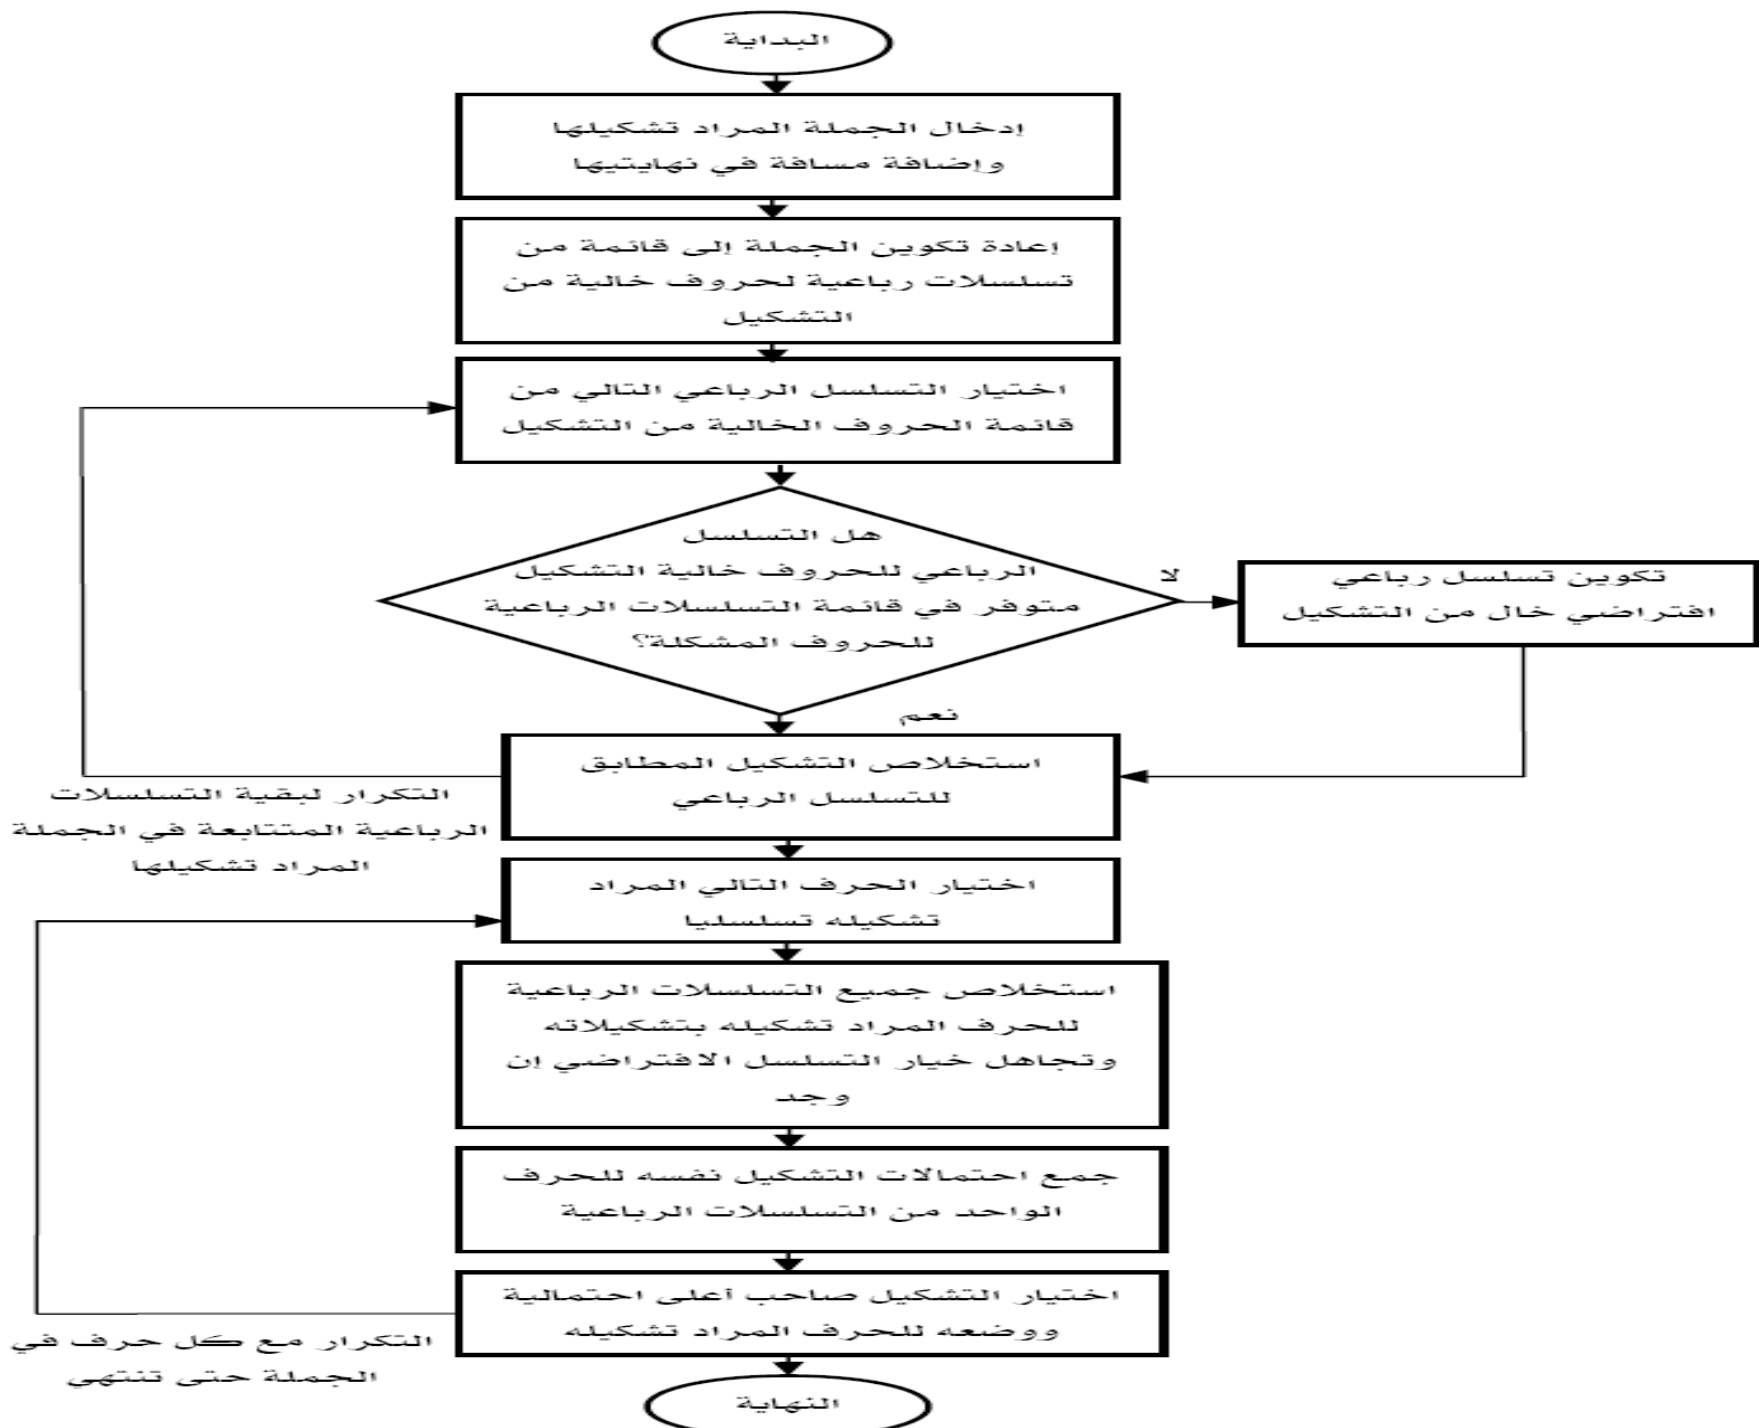 البداية
إدخال الجملة المراد تشكيلها
وإضافة مسافة في نهايتيها
إعادة تكوين الجملة إلى قائمة من
تسلسلات رباعية لحروف خالية من
التشكيل
اختيار التسلسل الرباعي التالي من
قائمة الحروف الخالية من التشكيل
هل التسلسل
الرباعي للحروف خالية التشكيل
متوفر في قائمة التسلسلات الرباعية
للحروف المشكلة؟
لا
تكوين تسلسل رباعي
افتراضي خال من التشكيل
نعم
استخلاص التشكيل المطابق
للتسلسل الرباعي
التكرار لبقية التسلسلات
الرباعية المتتابعة في الجملة
المراد تشكيلها
اختيار الحرف التالي المراد
تشكيله تسلسليا
استخلاص جميع التسلسلات الرباعية
للحرف المراد تشكيله بتشكيلاته
وتجاهل خيار التسلسل الافتراضي إن
وجد
جمع احتمالات التشكيل نفسه للحرف
الواحد من التسلسلات الرباعية
اختيار التشكيل صاحب أعلى احتمالية
ووضعه للحرف المراد تشكيله
التكرار مع كل حرف في
الجملة حتى تنتهي
النهاية